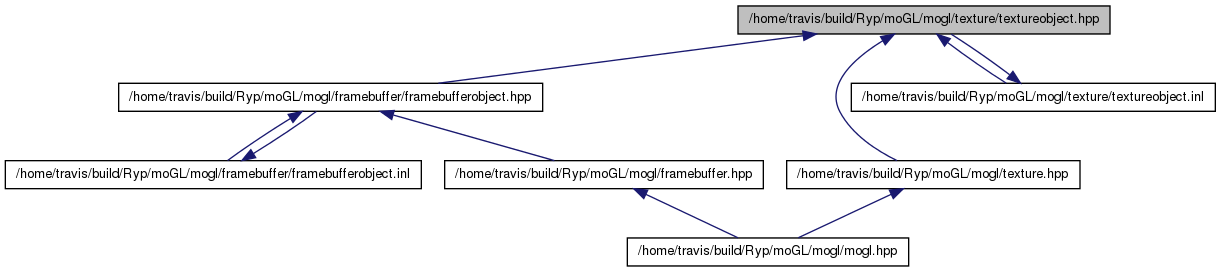 /home/travis/build/Ryp/moGL/mogl/texture/textureobject.hpp
/home/travis/build/Ryp/moGL/mogl/framebuffer/framebufferobject.hpp
/home/travis/build/Ryp/moGL/mogl/texture/textureobject.inl
/home/travis/build/Ryp/moGL/mogl/framebuffer/framebufferobject.inl
/home/travis/build/Ryp/moGL/mogl/framebuffer.hpp
/home/travis/build/Ryp/moGL/mogl/texture.hpp
/home/travis/build/Ryp/moGL/mogl/mogl.hpp